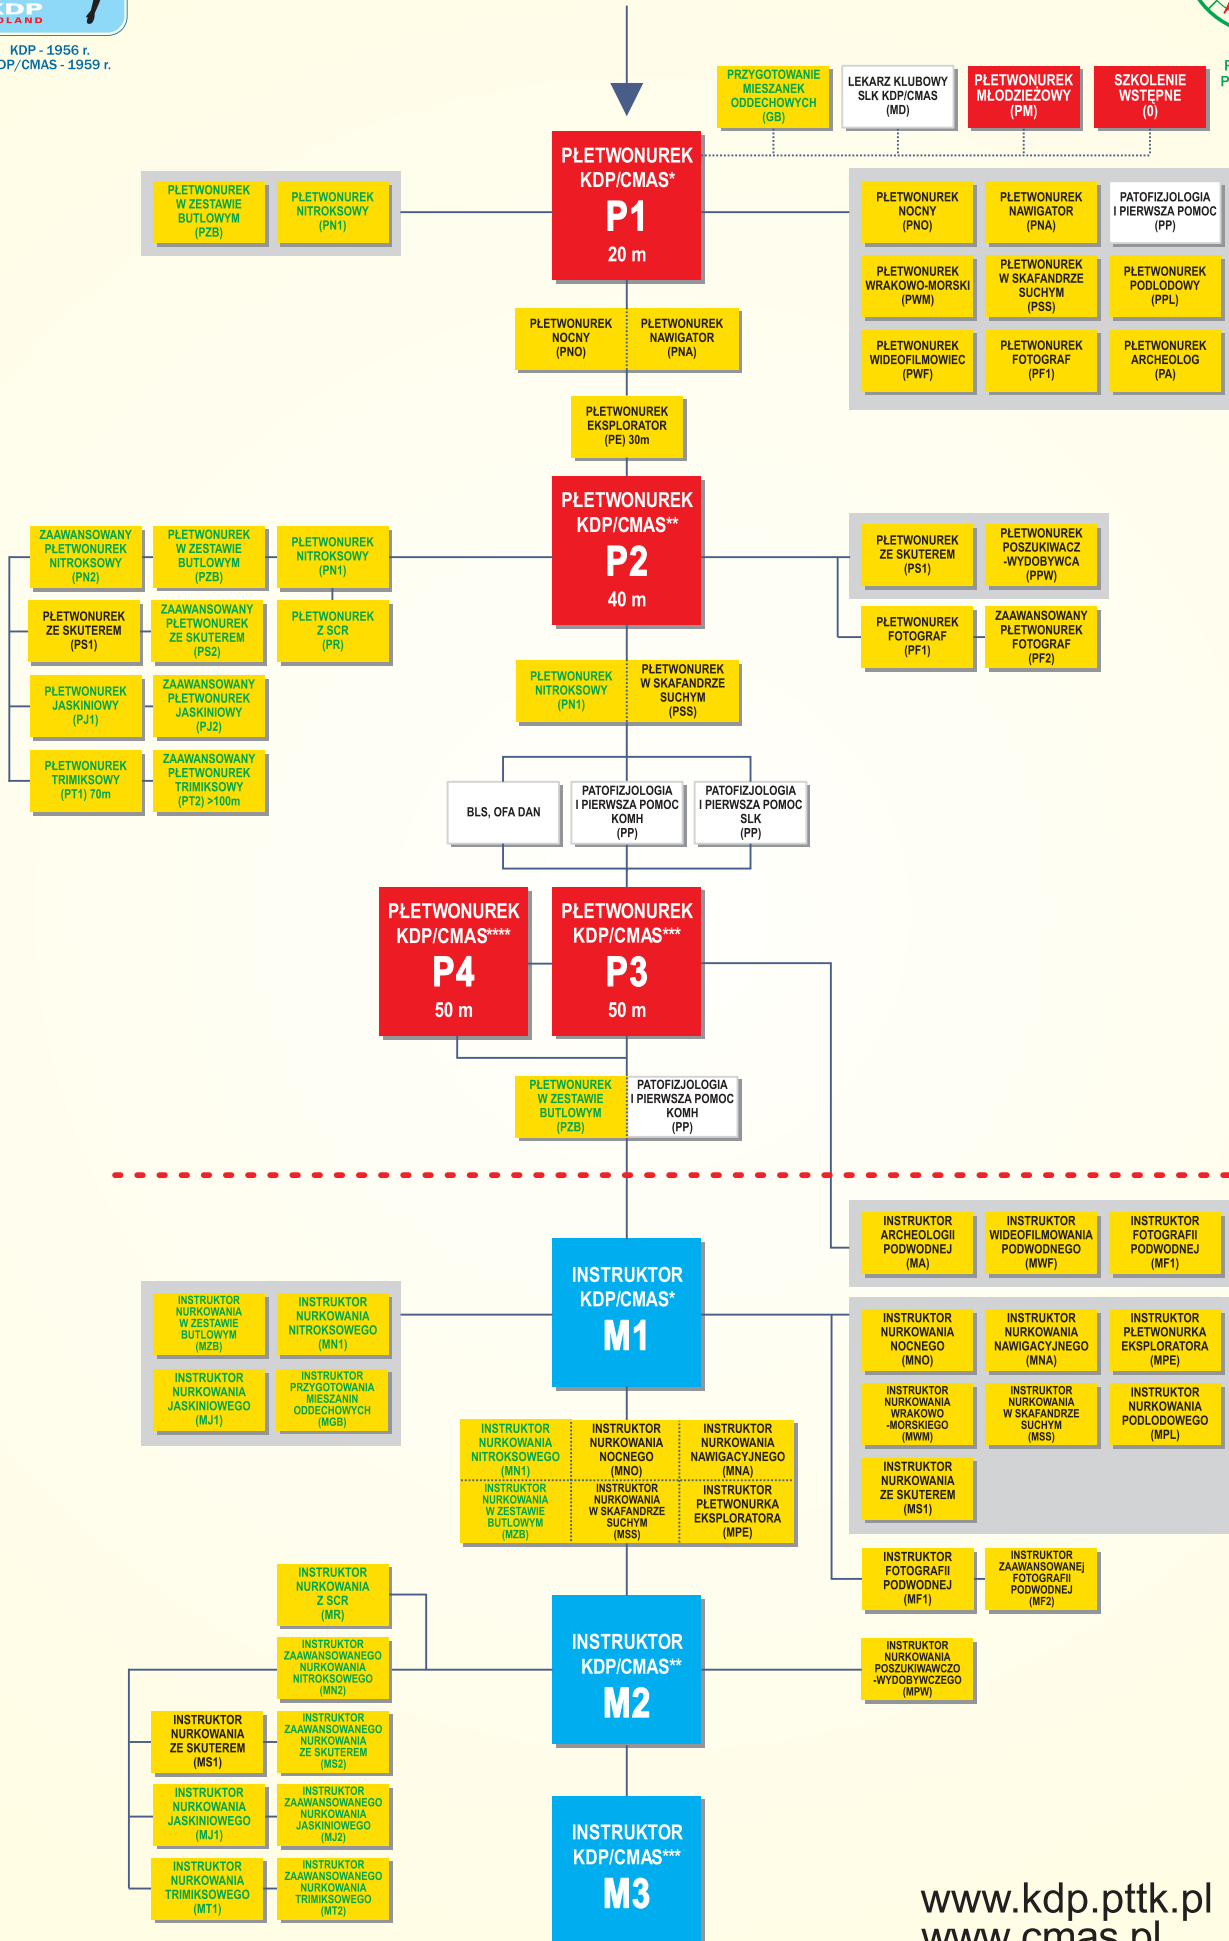 KDP
POLAND
KDP - 1956 r.
KDP/CMAS - 1959 r.
PRZYGOTOWANIE
MIESZANEK
ODDECHOWYCH
(GB)
LEKARZ KLUBOWY
SLK KDP/CMAS
(MD)
PŁETWONUREK
MŁODZIEŻOWY
(PM)
SZKOLENIE
WSTĘPNE
(0)
PŁETWONUREK
KDP/CMAS*
P1
20 m
PŁETWONUREK
W ZESTAWIE
BUTLOWYM
(PZB)
PŁETWONUREK
NITROKSOWY
(PN1)
PŁETWONUREK
NOCNY
(PNO)
PŁETWONUREK
NAWIGATOR
(PNA)
PATOFIZJOLOGIA
I PIERWSZA POMOC
(PP)
PŁETWONUREK
WRAKOWO-MORSKI
(PWM)
PŁETWONUREK
W SKAFANDRZE
SUCHYM
(PSS)
PŁETWONUREK
PODLODOWY
(PPL)
PŁETWONUREK
WIDEOFILMOWIEC
(PWF)
PŁETWONUREK
FOTOGRAF
(PF1)
PŁETWONUREK
ARCHEOLOG
(PA)
PŁETWONUREK
NOCNY
(PNO)
PŁETWONUREK
NAWIGATOR
(PNA)
PŁETWONUREK
EKSPLORATOR
(PE) 30m
PŁETWONUREK
KDP/CMAS**
P2
40 m
ZAAWANSOWANY
PŁETWONUREK
NITROKSOWY
(PN2)
PŁETWONUREK
W ZESTAWIE
BUTLOWYM
(PZB)
PŁETWONUREK
NITROKSOWY
(PN1)
PŁETWONUREK
ZE SKUTEREM
(PS1)
ZAAWANSOWANY
PŁETWONUREK
ZE SKUTEREM
(PS2)
PŁETWONUREK
Z SCR
(PR)
PŁETWONUREK
JASKINIOWY
(PJ1)
ZAAWANSOWANY
PŁETWONUREK
JASKINIOWY
(PJ2)
PŁETWONUREK
TRIMIKSOWY
(PT1) 70m
ZAAWANSOWANY
PŁETWONUREK
TRIMIKSOWY
(PT2) >100m
PŁETWONUREK
ZE SKUTEREM
(PS1)
PŁETWONUREK
POSZUKIWACZ
-WYDOBYWCA
(PPW)
PŁETWONUREK
FOTOGRAF
(PF1)
ZAAWANSOWANY
PŁETWONUREK
FOTOGRAF
(PF2)
PŁETWONUREK
NITROKSOWY
(PN1)
PŁETWONUREK
W SKAFANDRZE
SUCHYM
(PSS)
BLS, OFA DAN
PATOFIZJOLOGIA
I PIERWSZA POMOC
KOMH
(PP)
PATOFIZJOLOGIA
I PIERWSZA POMOC
SLK
(PP)
PŁETWONUREK
KDP/CMAS****
P4
50 m
PŁETWONUREK
KDP/CMAS***
P3
50 m
PŁETWONUREK
W ZESTAWIE
BUTLOWYM
(PZB)
PATOFIZJOLOGIA
I PIERWSZA POMOC
KOMH
(PP)
INSTRUKTOR
ARCHEOLOGII
PODWODNEJ
(MA)
INSTRUKTOR
WIDEOFILMOWANIA
PODWODNEGO
(MWF)
INSTRUKTOR
FOTOGRAFII
PODWODNEJ
(MF1)
INSTRUKTOR
KDP/CMAS*
M1
INSTRUKTOR
NURKOWANIA
W ZESTAWIE
BUTLOWYM
(MZB)
INSTRUKTOR
NURKOWANIA
NITROKSOWEGO
(MN1)
INSTRUKTOR
NURKOWANIA
JASKINIOWEGO
(MJ1)
INSTRUKTOR
PRZYGOTOWANIA
MIESZANIN
ODDECHOWYCH
(MGB)
INSTRUKTOR
NURKOWANIA
NOCNEGO
(MNO)
INSTRUKTOR
NURKOWANIA
NAWIGACYJNEGO
(MNA)
INSTRUKTOR
PŁETWONURKA
EKSPLORATORA
(MPE)
INSTRUKTOR
NURKOWANIA
WRAKOWO
-MORSKIEGO
(MWM)
INSTRUKTOR
NURKOWANIA
W SKAFANDRZE
SUCHYM
(MSS)
INSTRUKTOR
NURKOWANIA
PODLODOWEGO
(MPL)
INSTRUKTOR
NURKOWANIA
ZE SKUTEREM
(MS1)
INSTRUKTOR
NURKOWANIA
NITROKSOWEGO
(MN1)
INSTRUKTOR
NURKOWANIA
NOCNEGO
(MNO)
INSTRUKTOR
NURKOWANIA
NAWIGACYJNEGO
(MNA)
INSTRUKTOR
NURKOWANIA
W ZESTAWIE
BUTLOWYM
(MZB)
INSTRUKTOR
NURKOWANIA
W SKAFANDRZE
SUCHYM
(MSS)
INSTRUKTOR
PŁETWONURKA
EKSPLORATORA
(MPE)
INSTRUKTOR
FOTOGRAFII
PODWODNEJ
(MF1)
INSTRUKTOR
ZAAWANSOWANEj
FOTOGRAFII
PODWODNEJ
(MF2)
INSTRUKTOR
NURKOWANIA
Z SCR
(MR)
INSTRUKTOR
KDP/CMAS**
M2
INSTRUKTOR
ZAAWANSOWANEGO
NURKOWANIA
NITROKSOWEGO
(MN2)
INSTRUKTOR
NURKOWANIA
POSZUKIWAWCZO
-WYDOBYWCZEGO
(MPW)
INSTRUKTOR
NURKOWANIA
ZE SKUTEREM
(MS1)
INSTRUKTOR
ZAAWANSOWANEGO
NURKOWANIA
ZE SKUTEREM
(MS2)
INSTRUKTOR
NURKOWANIA
JASKINIOWEGO
(MJ1)
INSTRUKTOR
ZAAWANSOWANEGO
NURKOWANIA
JASKINIOWEGO
(MJ2)
INSTRUKTOR
NURKOWANIA
TRIMIKSOWEGO
(MT1)
INSTRUKTOR
ZAAWANSOWANEGO
NURKOWANIA
TRIMIKSOWEGO
(MT2)
INSTRUKTOR
KDP/CMAS***
M3
www.kdp.pttk.pl
www.cmas.pl